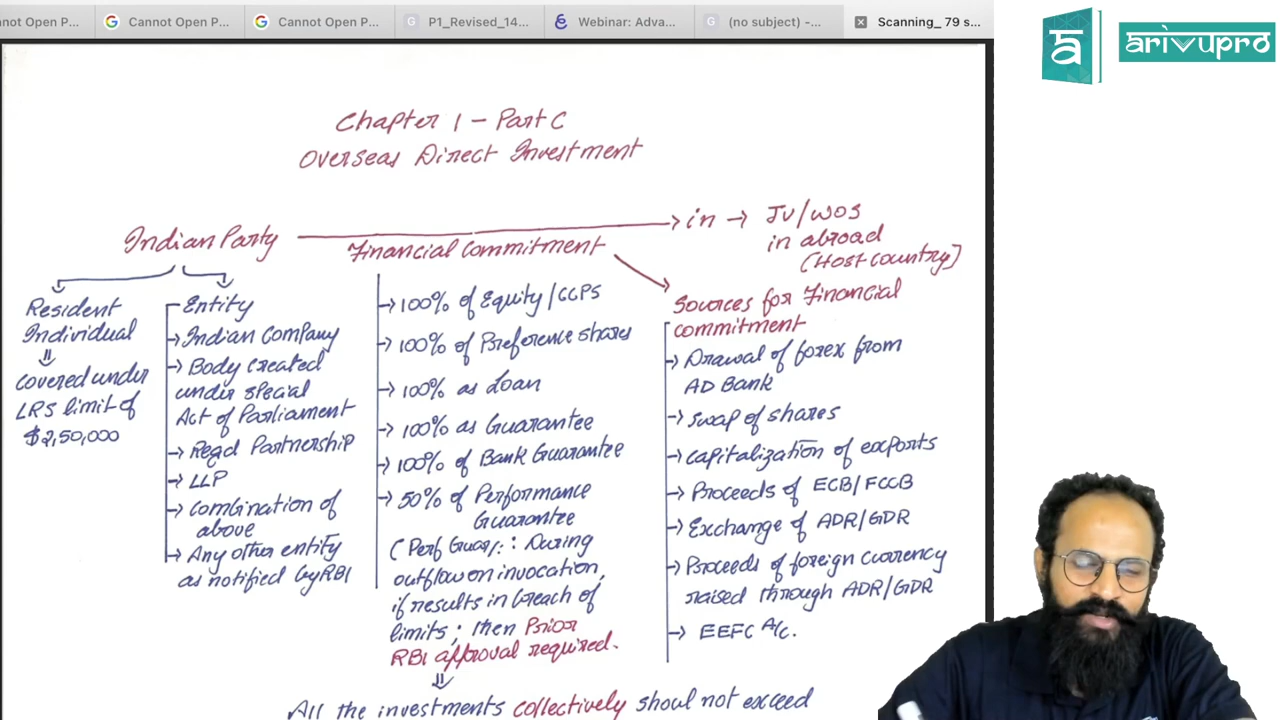 annot Open P...
Cannot Open P...
Cannot Open P...
P1_Revised_14...
Webinar: Adva...
(no subject) -...
Scanning_ 79 s...
arivupro
Chapter 1 - Part C
Overseas Direct Investment
Indian Party
Financial Commitment
in → JV/WOS
in abroad
(Host country)
Resident
Individual
⇓
Covered under
LRS limit of
$2,50,000
Entity
→ Indian Company
→ Body created
under special
Act of Parliament
→ Regd Partnership
→ LLP
→ Combination of
above
→ Any other entity
as notified by RBI
→ 100% of Equity/CCPS
→ 100% of Preference shares
→ 100% as Loan
→ 100% as Guarantee
→ 100% of Bank Guarantee
→ 50% of Performance
Guarantee
(Perf Guar/: : During
outflow on invocation,
if results in breach of
limits; then Prior
RBI approval required.
⇓
All the investments collectively shoul not exceed
Sources for Financial
commitment
→ Drawal of forex from
AD Bank
→ Swap of shares
→ Capitalization of exports
→ Proceeds of ECB/FCCB
→ Exchange of ADR/GDR
→ Proceeds of foreign currency
raised through ADR/GDR
→ EEFC A/c.